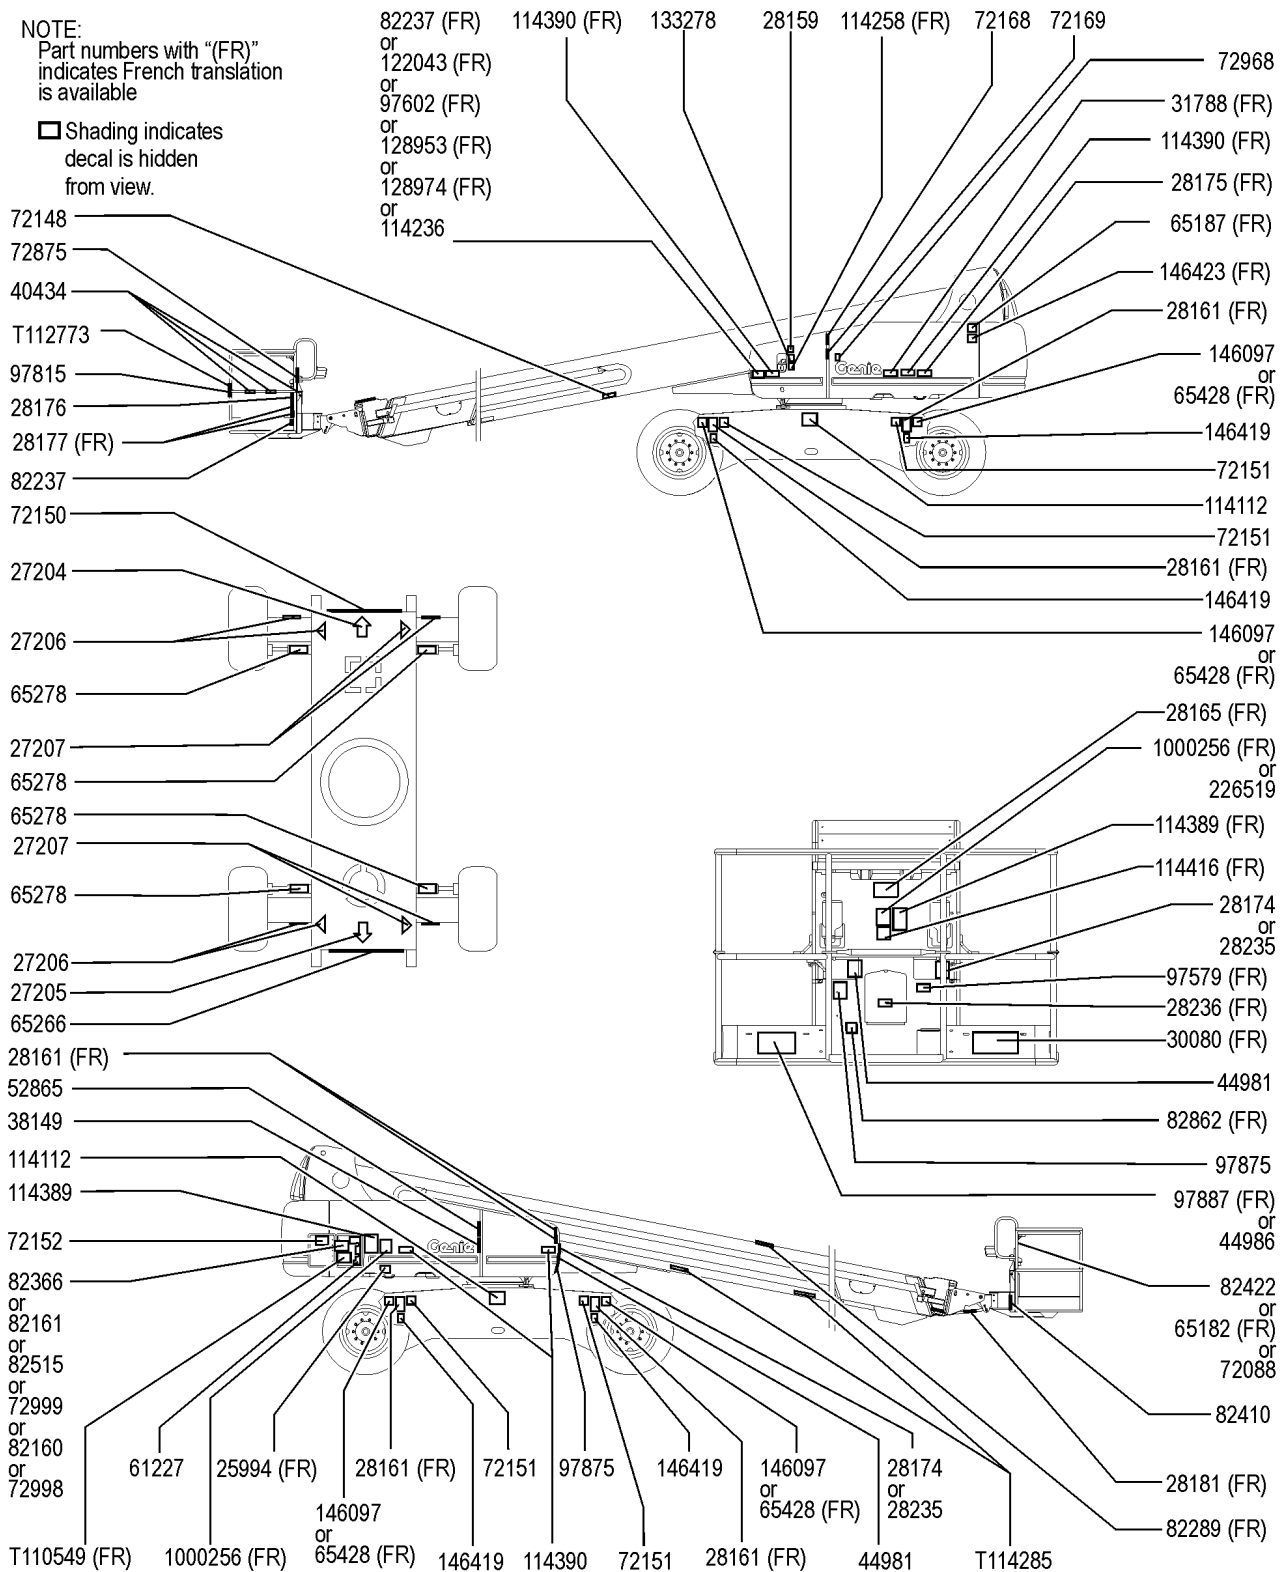 NOTE:
Part numbers with “(FR)”
indicates French translation
is available
Shading indicates
decal is hidden
from view.
82237 (FR)
or
122043 (FR)
or
97602 (FR)
or
128953 (FR)
or
128974 (FR)
or
114236
114390 (FR)
133278
28159
114258 (FR)
72168
72169
72968
31788 (FR)
114390 (FR)
28175 (FR)
65187 (FR)
146423 (FR)
28161 (FR)
146097
or
65428 (FR)
146419
72151
114112
72151
28161 (FR)
146419
146097
or
65428 (FR)
72148
72875
40434
T112773
97815
28176
28177 (FR)
82237
Genie
72150
27204
27206
65278
27207
65278
65278
27207
65278
27206
27205
65266
28165 (FR)
1000256 (FR)
or
226519
114389 (FR)
114416 (FR)
28174
or
28235
97579 (FR)
28236 (FR)
30080 (FR)
44981
82862 (FR)
97875
97887 (FR)
or
44986
28161 (FR)
52865
38149
114112
114389
72152
82366
or
82161
or
82515
or
72999
or
82160
or
72998
Genie
82422
or
65182 (FR)
or
72088
82410
28181 (FR)
82289 (FR)
61227
25994 (FR)
28161 (FR)
72151
97875
146419
146097
or
65428 (FR)
28174
or
28235
146097
or
65428 (FR)
T110549 (FR)
1000256 (FR)
146419
114390
72151
28161 (FR)
44981
T114285